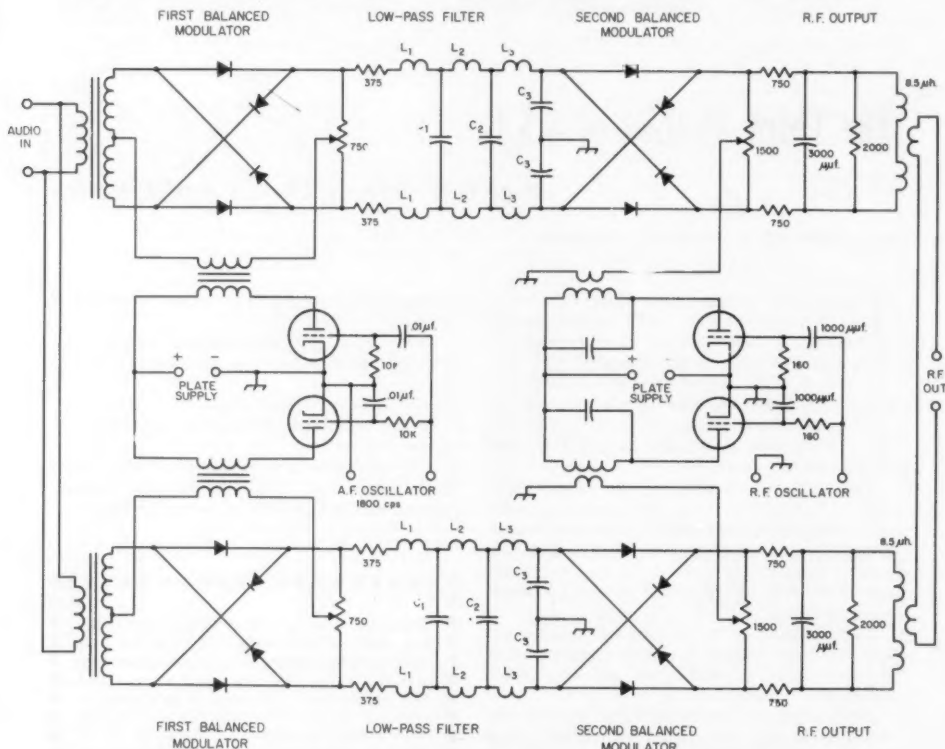 FIRST BALANCED
MODULATOR
LOW-PASS FILTER
SECOND BALANCED
MODULATOR
R.F. OUTPUT
L1
L2
L3
375
750
8.5µh.
AUDIO
IN
C1
C2
C3
C3
1500
3000
µµf.
2000
375
L1
L2
L3
750
.01µf.
1000µµf.
+ -
PLATE
SUPPLY
.01µf.
10K
+ -
PLATE
SUPPLY
160
1000µµf.
160
R.F.
OUT
A.F. OSCILLATOR
1800 cps
R.F. OSCILLATOR
L1
L2
L3
375
750
8.5µh.
750
C1
C2
C3
C3
1500
3000
µµf.
2000
375
L1
L2
L3
750
FIRST BALANCED
MODULATOR
LOW-PASS FILTER
SECOND BALANCED
MODULATOR
R.F. OUTPUT